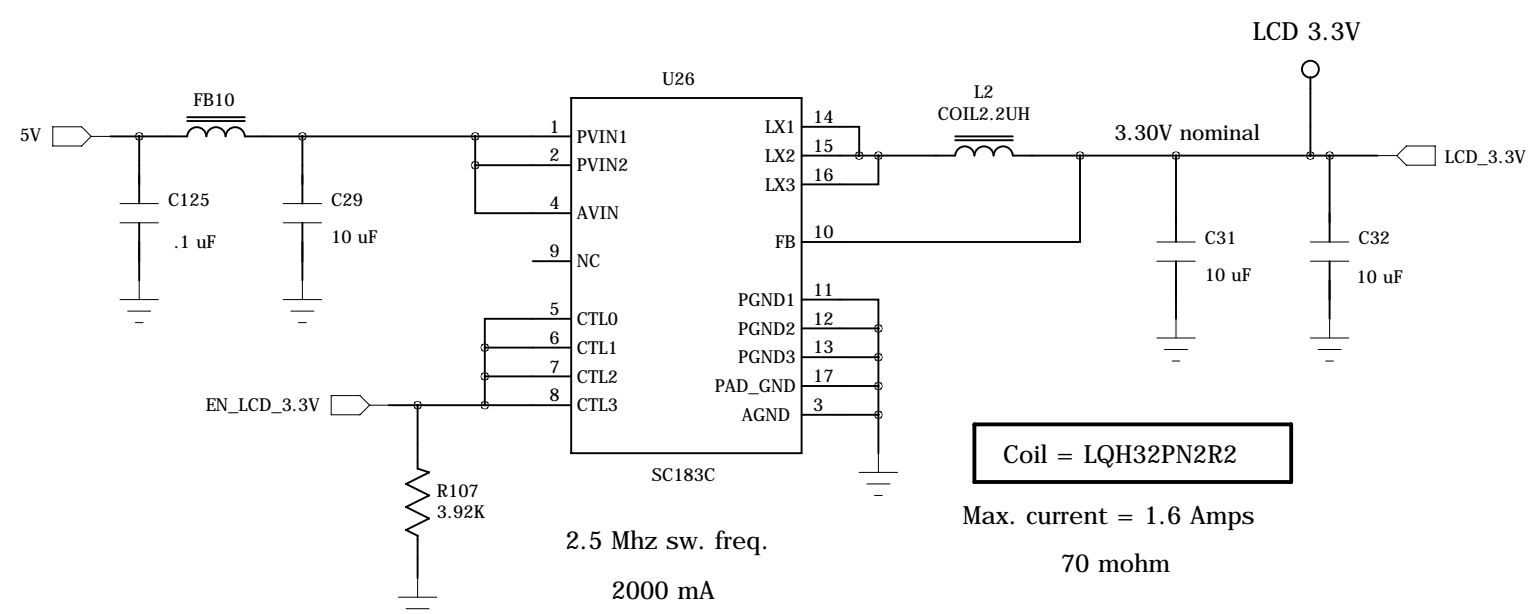 LCD 3.3V
U26
FB10
5V
C125
.1 uF
C29
10 uF
1
PVIN1
2
PVIN2
4
AVIN
9
NC
5
CTL0
6
CTL1
7
CTL2
8
CTL3
EN_LCD_3.3V
R107
3.92K
14
LX1
15
LX2
16
LX3
10
FB
11
PGND1
12
PGND2
13
PGND3
17
PAD_GND
3
AGND
SC183C
L2
COIL2.2UH
3.30V nominal
LCD_3.3V
C31
10 uF
C32
10 uF
Coil = LQH32PN2R2
Max. current = 1.6 Amps
70 mohm
2.5 Mhz sw. freq.
2000 mA